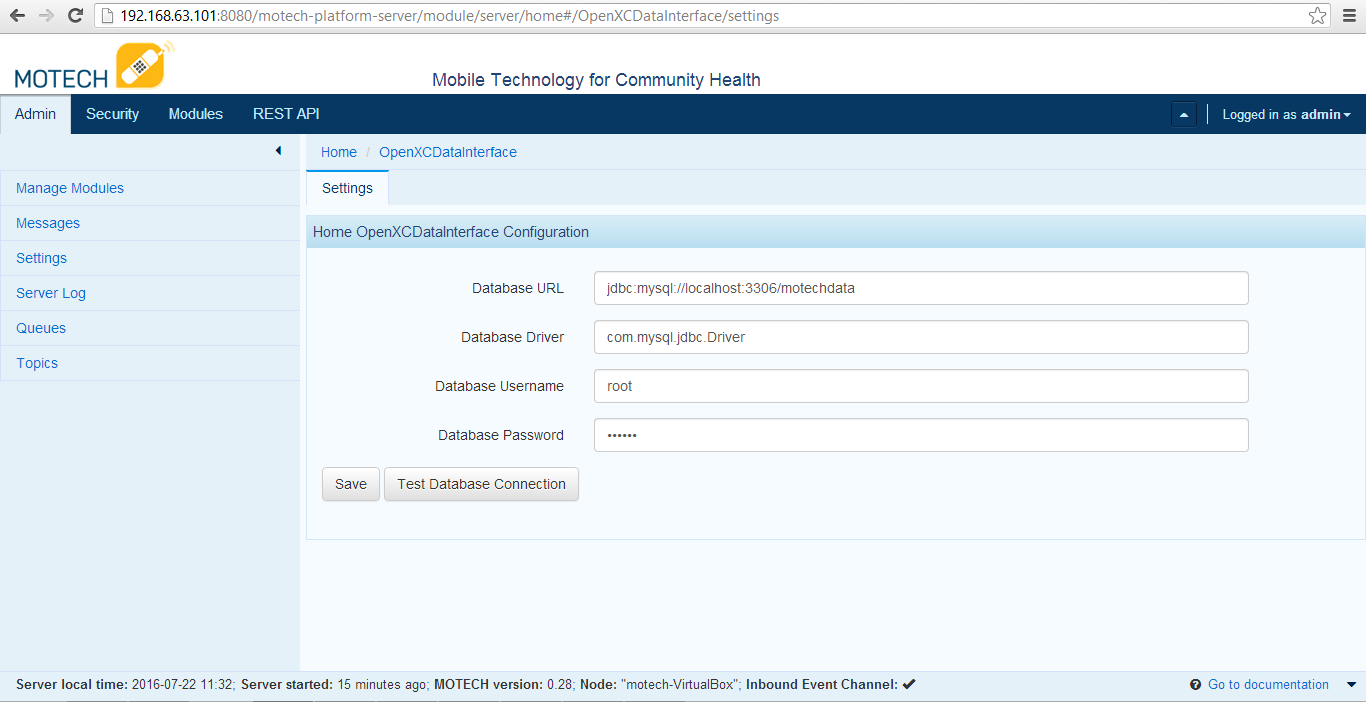 192.168.63.101:8080/motech-platform-server/module/server/home#/OpenXCDataInterface/settings
MOTECH
Mobile Technology for Community Health
Admin Security Modules REST API Logged in as admin
Home / OpenXCDataInterface
Settings
Manage Modules
Messages
Settings
Server Log
Queues
Topics
Home OpenXCDataInterface Configuration
Database URL jdbc:mysql://localhost:3306/motechdata
Database Driver com.mysql.jdbc.Driver
Database Username root
Database Password ••••••
Save Test Database Connection
Server local time: 2016-07-22 11:32; Server started: 15 minutes ago; MOTECH version: 0.28; Node: "motech-VirtualBox"; Inbound Event Channel: ✔ Go to documentation